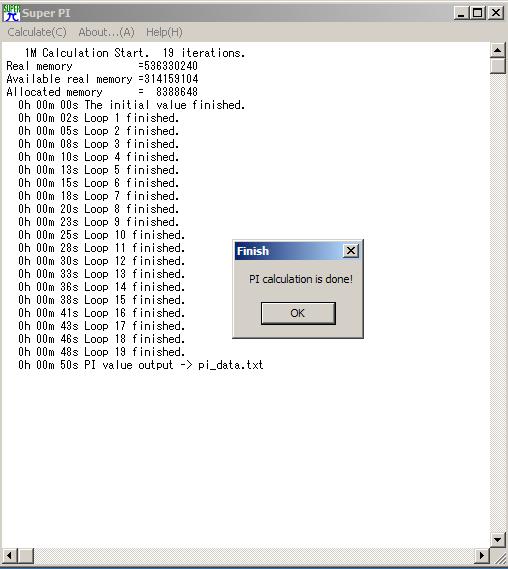 SUPER
π
Super PI
Calculate(C) About...(A) Help(H)
1M Calculation Start. 19 iterations.
Real memory =536330240
Available real memory =314159104
Allocated memory = 8388648
0h 00m 00s The initial value finished.
0h 00m 02s Loop 1 finished.
0h 00m 05s Loop 2 finished.
0h 00m 08s Loop 3 finished.
0h 00m 10s Loop 4 finished.
0h 00m 13s Loop 5 finished.
0h 00m 15s Loop 6 finished.
0h 00m 18s Loop 7 finished.
0h 00m 20s Loop 8 finished.
0h 00m 23s Loop 9 finished.
0h 00m 25s Loop 10 finished.
0h 00m 28s Loop 11 finished.
0h 00m 30s Loop 12 finished.
0h 00m 33s Loop 13 finished.
0h 00m 36s Loop 14 finished.
0h 00m 38s Loop 15 finished.
0h 00m 41s Loop 16 finished.
0h 00m 43s Loop 17 finished.
0h 00m 46s Loop 18 finished.
0h 00m 48s Loop 19 finished.
0h 00m 50s PI value output -> pi_data.txt
Finish
PI calculation is done!
OK